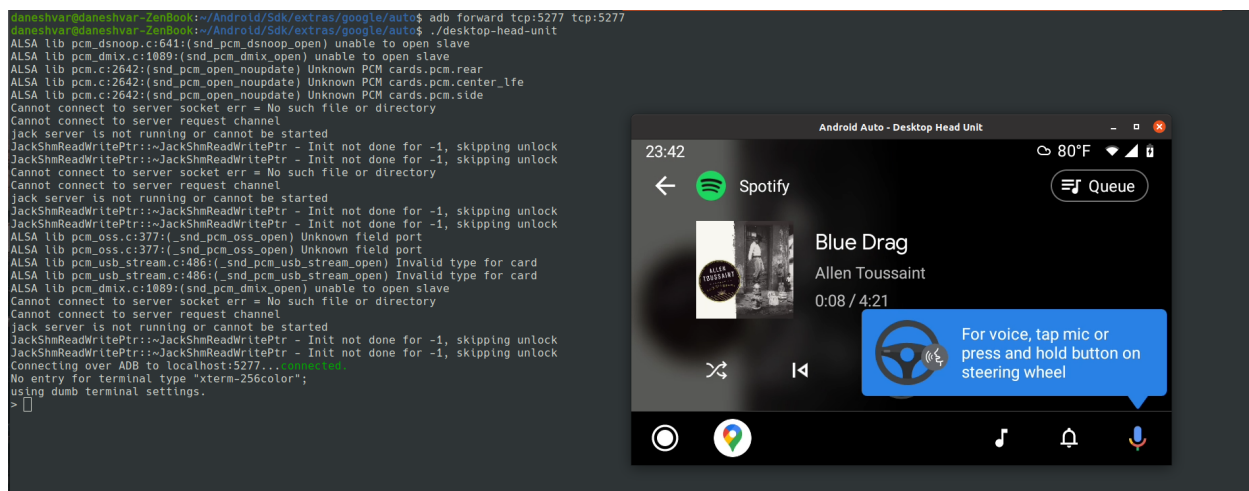 daneshvar@daneshvar-ZenBook:~/Android/Sdk/extras/google/auto$ adb forward tcp:5277 tcp:5277
daneshvar@daneshvar-ZenBook:~/Android/Sdk/extras/google/auto$ ./desktop-head-unit
ALSA lib pcm_dsnoop.c:641:(snd_pcm_dsnoop_open) unable to open slave
ALSA lib pcm_dmix.c:1089:(snd_pcm_dmix_open) unable to open slave
ALSA lib pcm.c:2642:(snd_pcm_open_noupdate) Unknown PCM cards.pcm.rear
ALSA lib pcm.c:2642:(snd_pcm_open_noupdate) Unknown PCM cards.pcm.center_lfe
ALSA lib pcm.c:2642:(snd_pcm_open_noupdate) Unknown PCM cards.pcm.side
Cannot connect to server socket err = No such file or directory
Cannot connect to server request channel
jack server is not running or cannot be started
JackShmReadWritePtr::~JackShmReadWritePtr - Init not done for -1, skipping unlock
JackShmReadWritePtr::~JackShmReadWritePtr - Init not done for -1, skipping unlock
Cannot connect to server socket err = No such file or directory
Cannot connect to server request channel
jack server is not running or cannot be started
JackShmReadWritePtr::~JackShmReadWritePtr - Init not done for -1, skipping unlock
JackShmReadWritePtr::~JackShmReadWritePtr - Init not done for -1, skipping unlock
ALSA lib pcm_oss.c:377:(_snd_pcm_oss_open) Unknown field port
ALSA lib pcm_oss.c:377:(_snd_pcm_oss_open) Unknown field port
ALSA lib pcm_usb_stream.c:486:(_snd_pcm_usb_stream_open) Invalid type for card
ALSA lib pcm_usb_stream.c:486:(_snd_pcm_usb_stream_open) Invalid type for card
ALSA lib pcm_dmix.c:1089:(snd_pcm_dmix_open) unable to open slave
Cannot connect to server socket err = No such file or directory
Cannot connect to server request channel
jack server is not running or cannot be started
JackShmReadWritePtr::~JackShmReadWritePtr - Init not done for -1, skipping unlock
JackShmReadWritePtr::~JackShmReadWritePtr - Init not done for -1, skipping unlock
Connecting over ADB to localhost:5277...connected.
No entry for terminal type "xterm-256color";
using dumb terminal settings.
>
Android Auto - Desktop Head Unit
23:42
80°F
Spotify
Queue
Blue Drag
Allen Toussaint
0:08 / 4:21
ALLEN
TOUSSAINT
For voice, tap mic or
press and hold button on
steering wheel